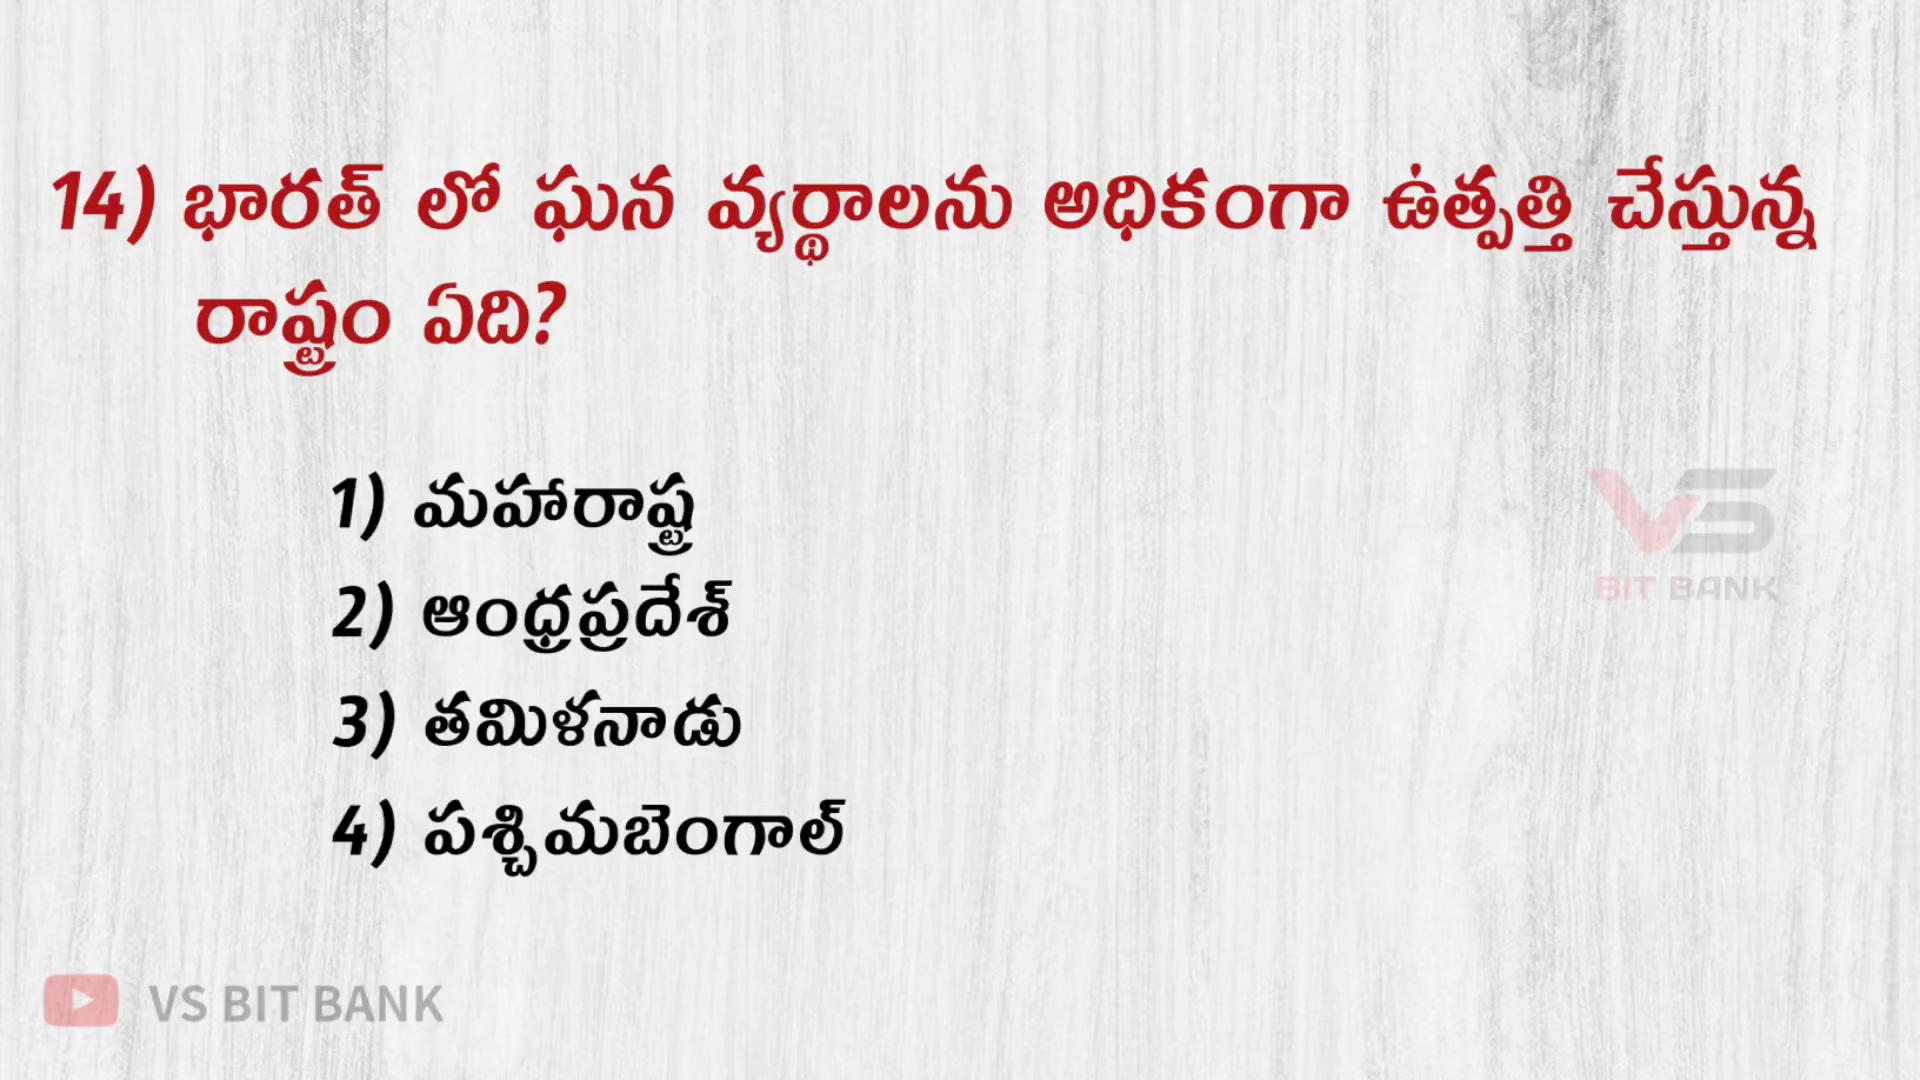 14) భారత్ లో ఘన వ్యర్థాలను అధికంగా ఉత్పత్తి చేస్తున్న
రాష్ట్రం ఏది?
1) మహారాష్ట్ర
2) ఆంధ్రప్రదేశ్
3) తమిళనాడు
4) పశ్చిమబెంగాల్
VS
BIT BANK
VS BIT BANK